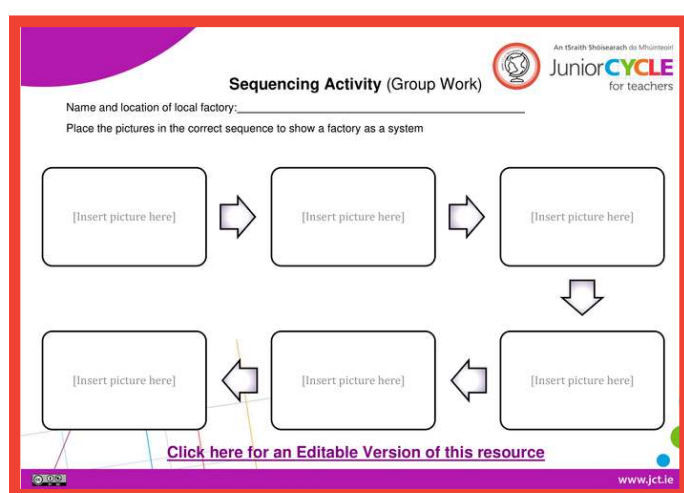 An tSraith Shóisearach do Mhúinteoirí
JuniorCYCLE
for teachers
Sequencing Activity (Group Work)
Name and location of local factory:
Place the pictures in the correct sequence to show a factory as a system
[Insert picture here]
[Insert picture here]
[Insert picture here]
[Insert picture here]
[Insert picture here]
[Insert picture here]
Click here for an Editable Version of this resource
www.jct.ie